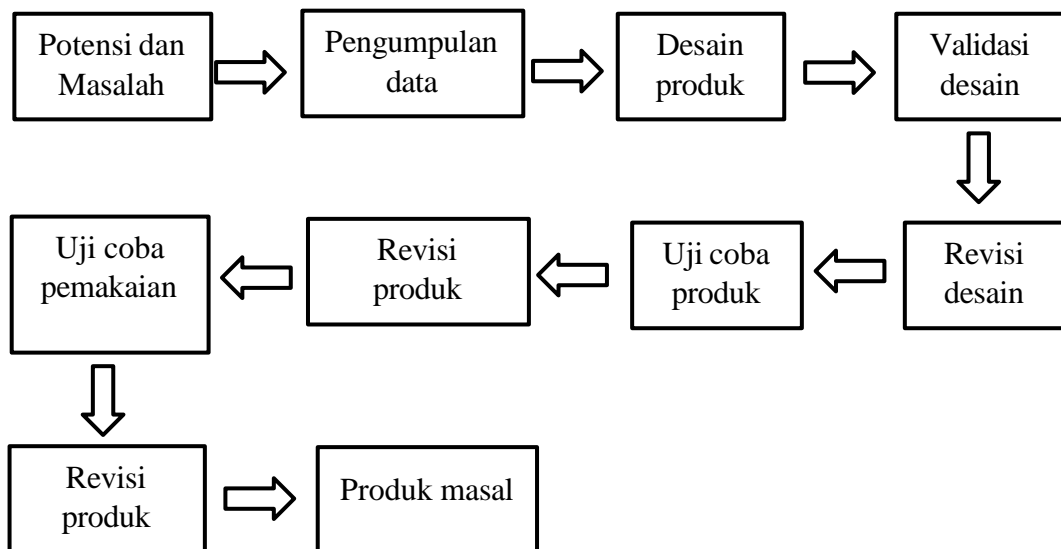 Potensi dan
Masalah
Pengumpulan
data
Desain
produk
Validasi
desain
Revisi
desain
Uji coba
produk
Revisi
produk
Uji coba
pemakaian
Revisi
produk
Produk masal